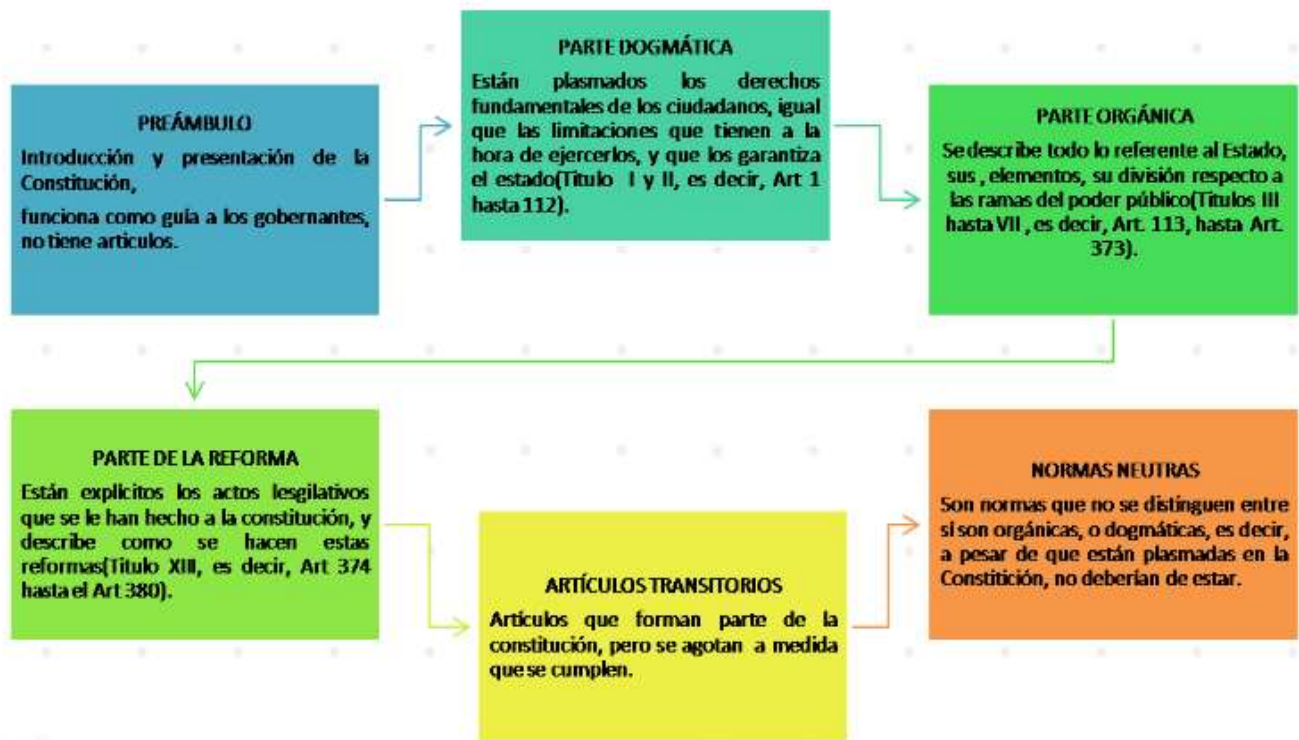 PREÁMBULO
Introducción y presentación de la
Constitución,
funciona como guía a los gobernantes,
no tiene articulos.
PARTE DOGMÁTICA
Están plasmados los derechos
fundamentales de los ciudadanos, igual
que las limitaciones que tienen a la
hora de ejercerlos, y que los garantiza
el estado(Titulo I y II, es decir, Art 1
hasta 112).
PARTE ORGÁNICA
Se describe todo lo referente al Estado,
sus , elementos, su división respecto a
las ramas del poder público(Titulos III
hasta VII , es decir, Art. 113, hasta Art.
373).
PARTE DE LA REFORMA
Están explicitos los actos lesgilativos
que se le han hecho a la constitución, y
describe como se hacen estas
reformas(Titulo XIII, es decir, Art 374
hasta el Art 380).
ARTÍCULOS TRANSITORIOS
Artículos que forman parte de la
constitución, pero se agotan a medida
que se cumplen.
NORMAS NEUTRAS
Son normas que no se distinguen entre
si son orgánicas, o dogmáticas, es decir,
a pesar de que están plasmadas en la
Constitición, no deberían de estar.